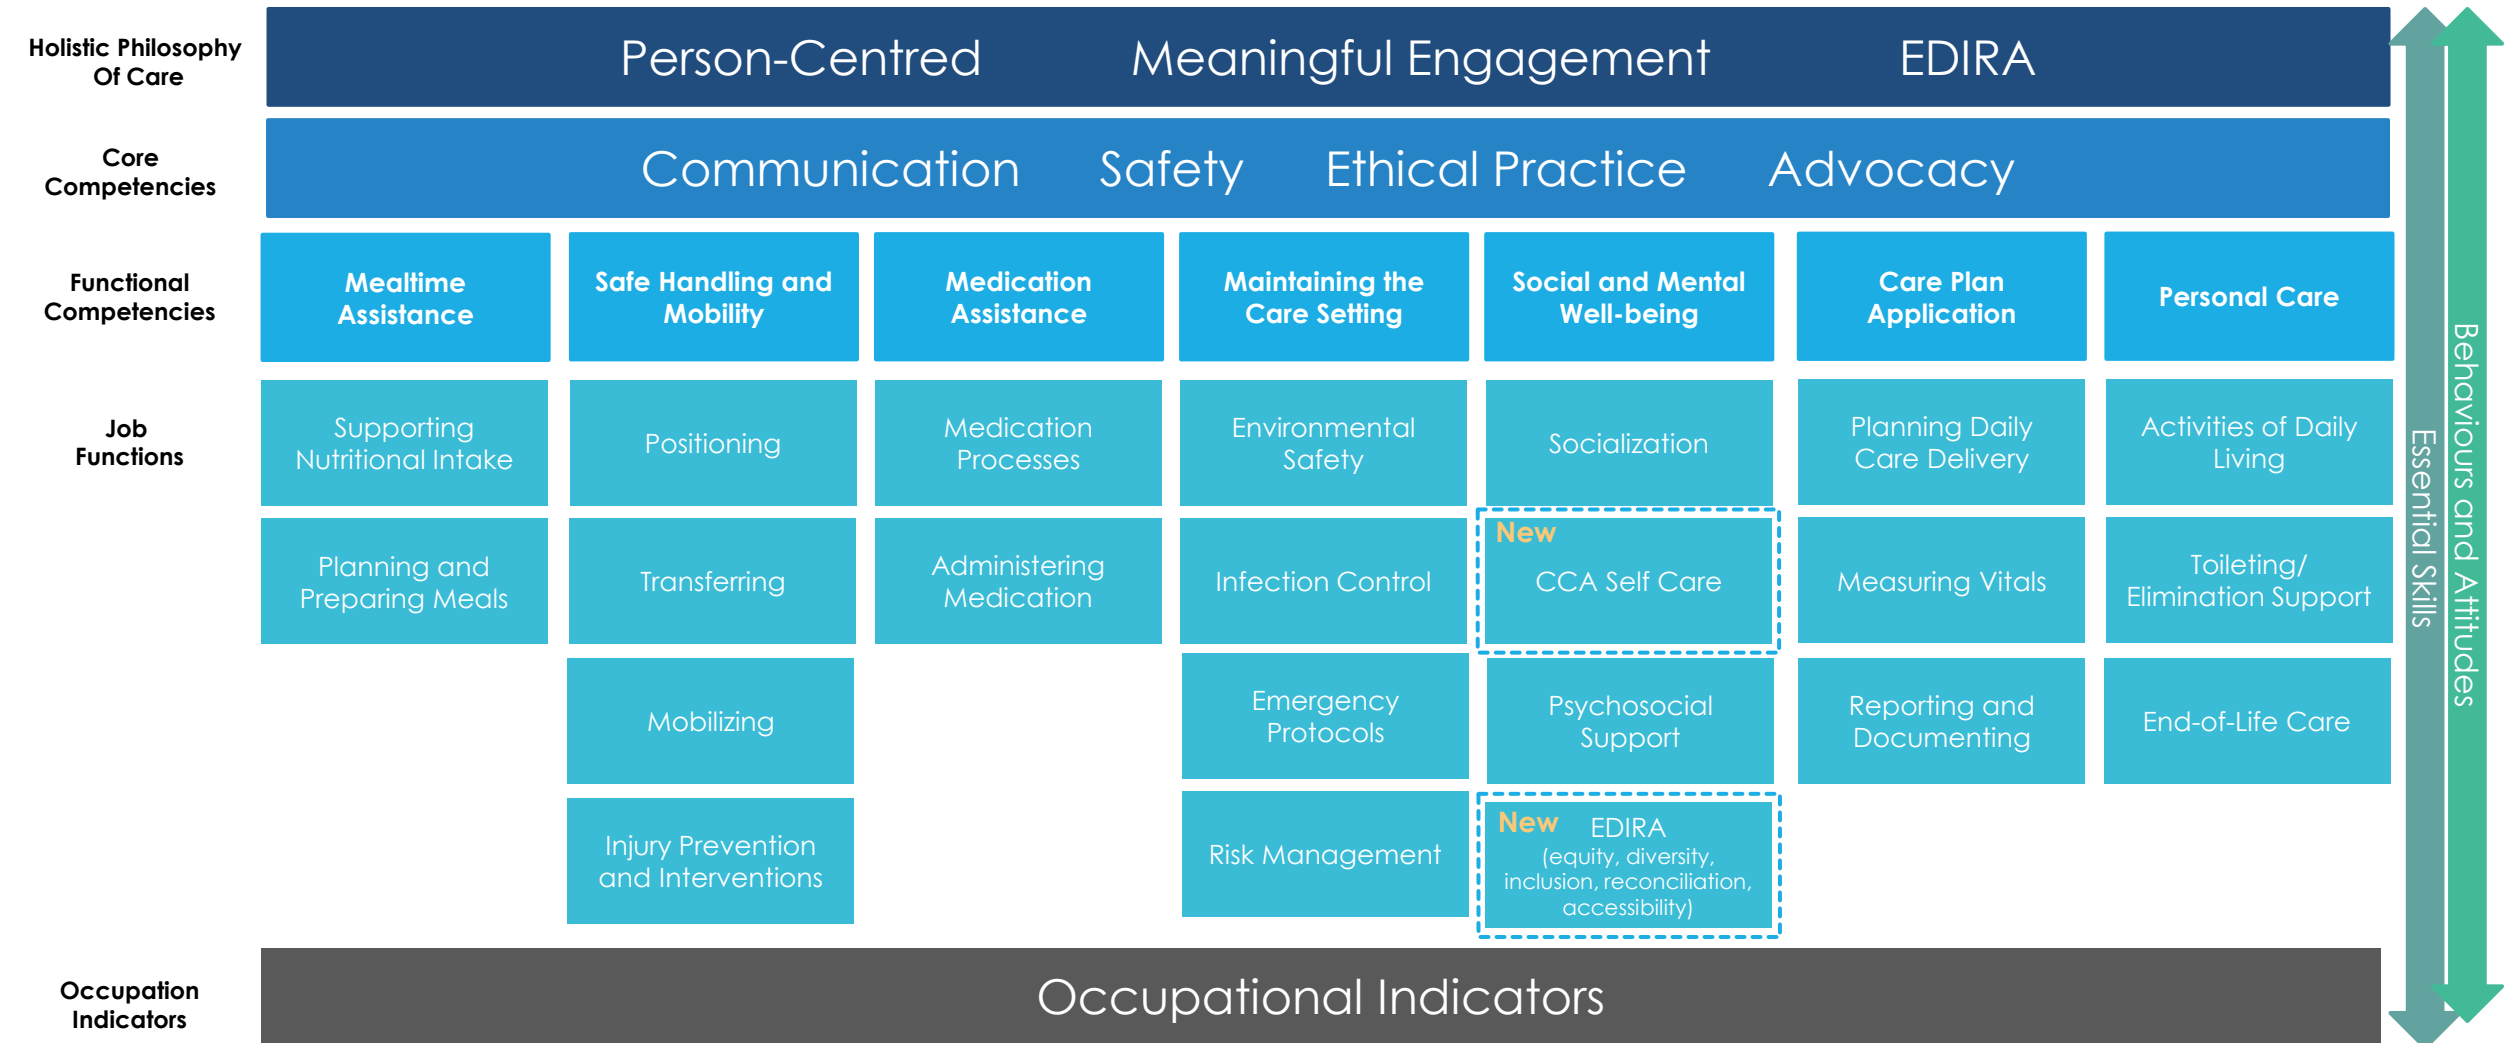 Holistic Philosophy
Of Care
Person-Centred
Meaningful Engagement
EDIRA
Core
Competencies
Communication
Safety
Ethical Practice
Advocacy
Functional
Competencies
Mealtime
Assistance
Safe Handling and
Mobility
Medication
Assistance
Maintaining the
Care Setting
Social and Mental
Well-being
Care Plan
Application
Personal Care
Job
Functions
Supporting
Nutritional Intake
Positioning
Medication
Processes
Environmental
Safety
Socialization
Planning Daily
Care Delivery
Activities of Daily
Living
Planning and
Preparing Meals
Transferring
Administering
Medication
Infection Control
New
CCA Self Care
Measuring Vitals
Toileting/
Elimination Support
Mobilizing
Emergency
Protocols
Psychosocial
Support
Reporting and
Documenting
End-of-Life Care
Injury Prevention
and Interventions
Risk Management
New
EDIRA
(equity, diversity,
inclusion, reconciliation,
accessibility)
Occupation
Indicators
Occupational Indicators
Essential Skills
Behaviours and Attitudes